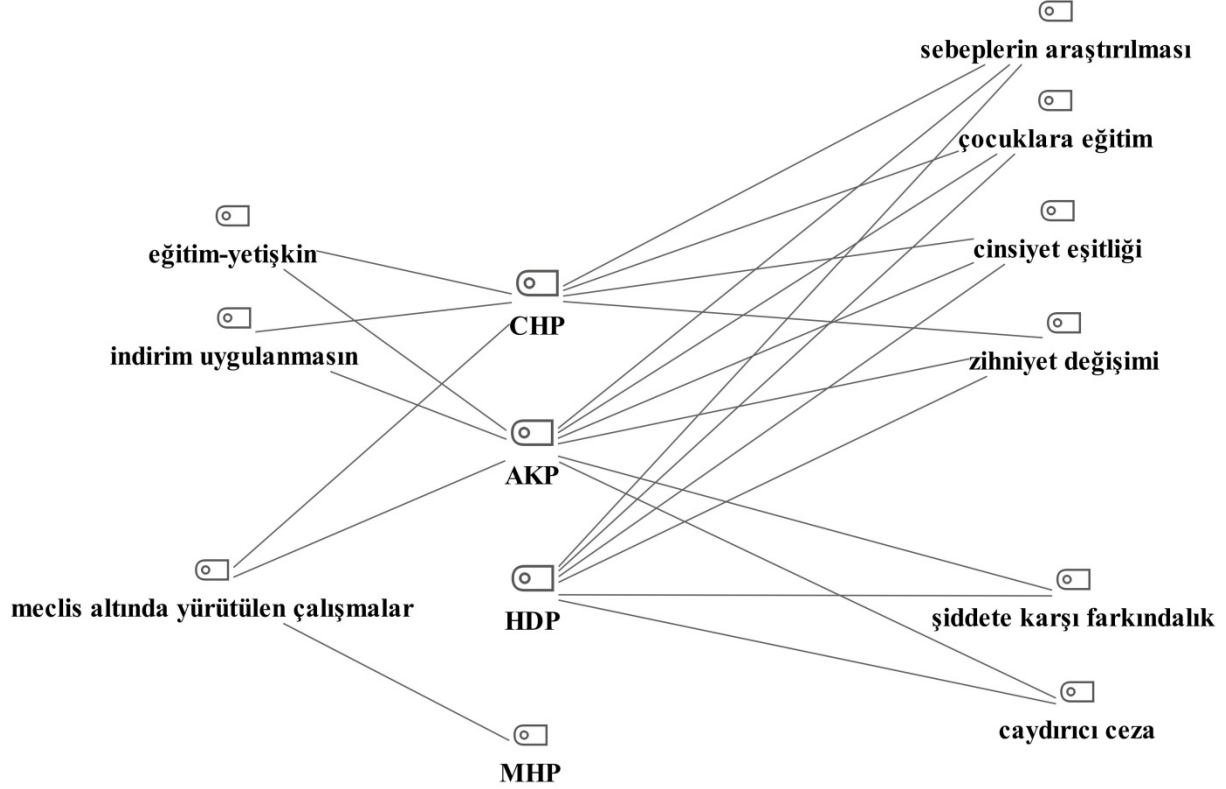 sebeplerin araştırılması
çocuklara eğitim
eğitim-yetişkin
cinsiyet eşitliği
CHP
indirim uygulanmasın
zihniyet değişimi
AKP
meclis altında yürütülen çalışmalar
HDP
şiddete karşı farkındalık
caydırıcı ceza
MHP